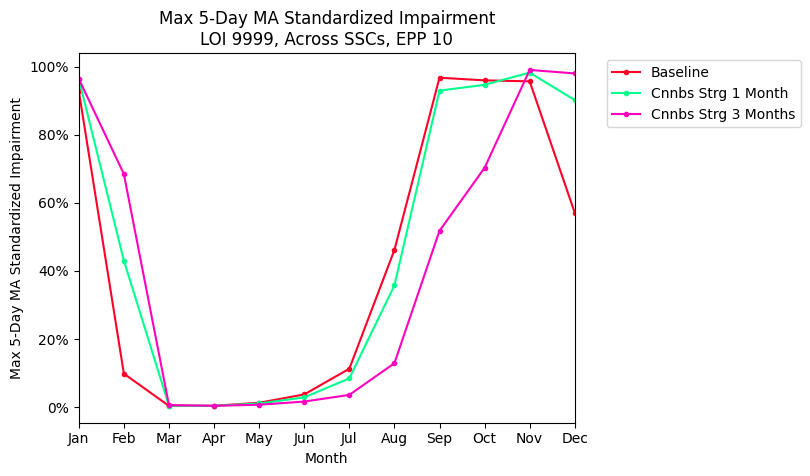 Max 5-Day MA Standardized Impairment
LOI 9999, Across SSCs, EPP 10
Max 5-Day MA Standardized Impairment
100%
80%
60%
40%
20%
0%
Jan Feb Mar Apr May Jun Jul Aug Sep Oct Nov Dec
Month
Baseline
Cnnbs Strg 1 Month
Cnnbs Strg 3 Months